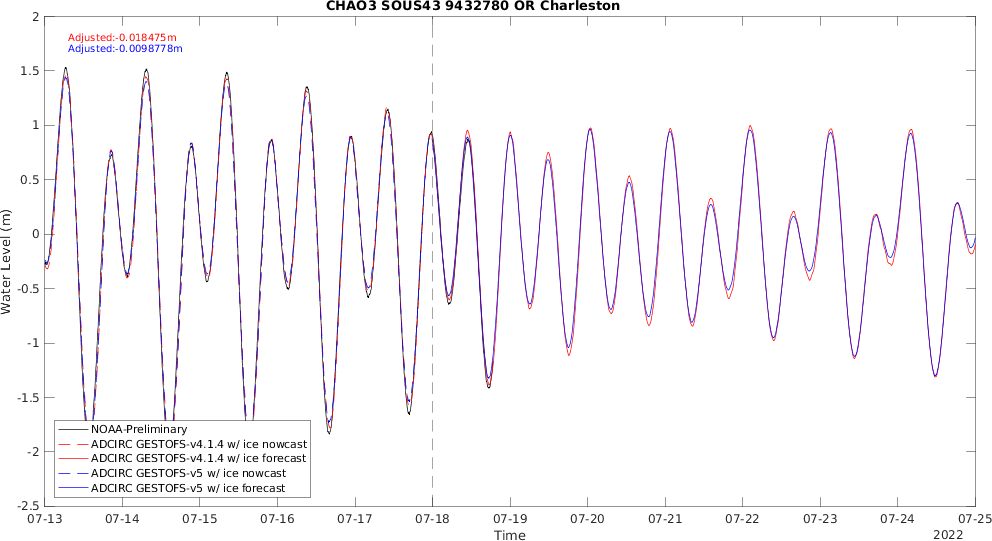 CHAO3 SOUS43 9432780 OR Charleston
Adjusted:-0.018475m
Adjusted:-0.0098778m
2
1.5
1
0.5
0
-0.5
-1
-1.5
-2
-2.5
Water Level (m)
NOAA-Preliminary
ADCIRC GESTOFS-v4.1.4 w/ ice nowcast
ADCIRC GESTOFS-v4.1.4 w/ ice forecast
ADCIRC GESTOFS-v5 w/ ice nowcast
ADCIRC GESTOFS-v5 w/ ice forecast
07-13 07-14 07-15 07-16 07-17 07-18 07-19 07-20 07-21 07-22 07-23 07-24 07-25
Time
2022